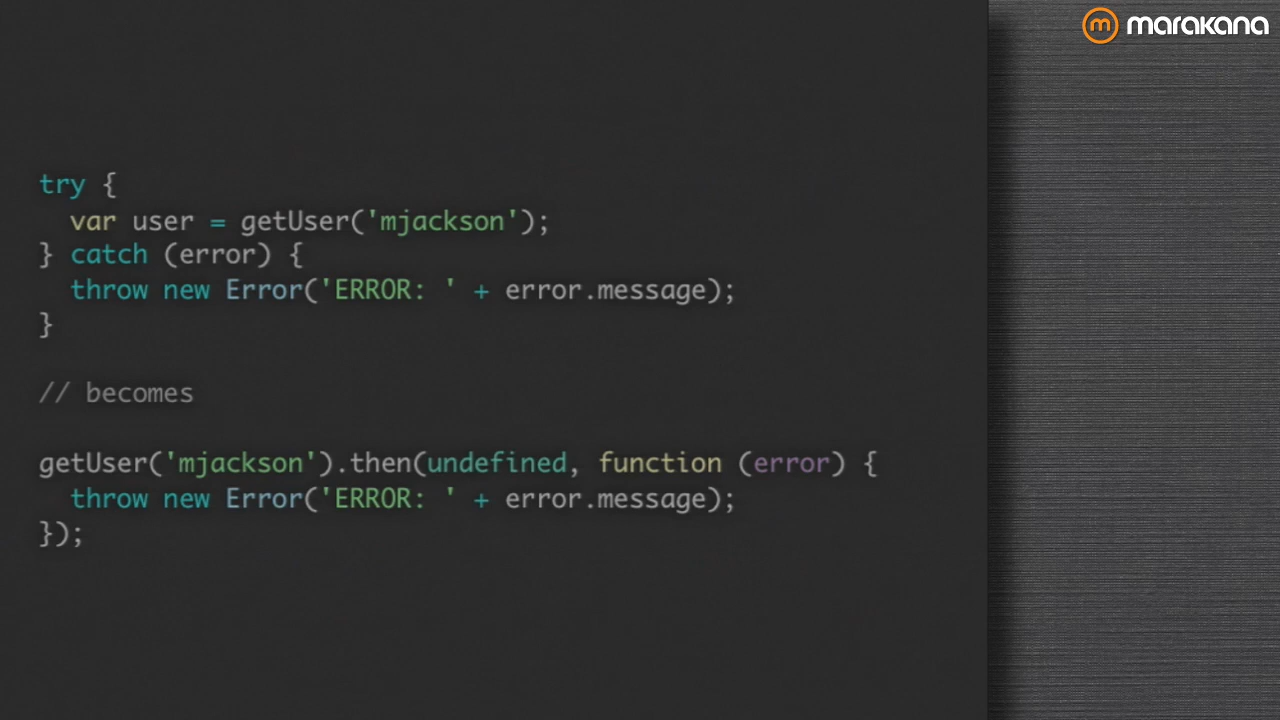 marakana
try {
  var user = getUser('mjackson');
} catch (error) {
  throw new Error('ERROR: ' + error.message);
}
// becomes
getUser('mjackson').then(undefined, function (error) {
  throw new Error('ERROR: ' + error.message);
});